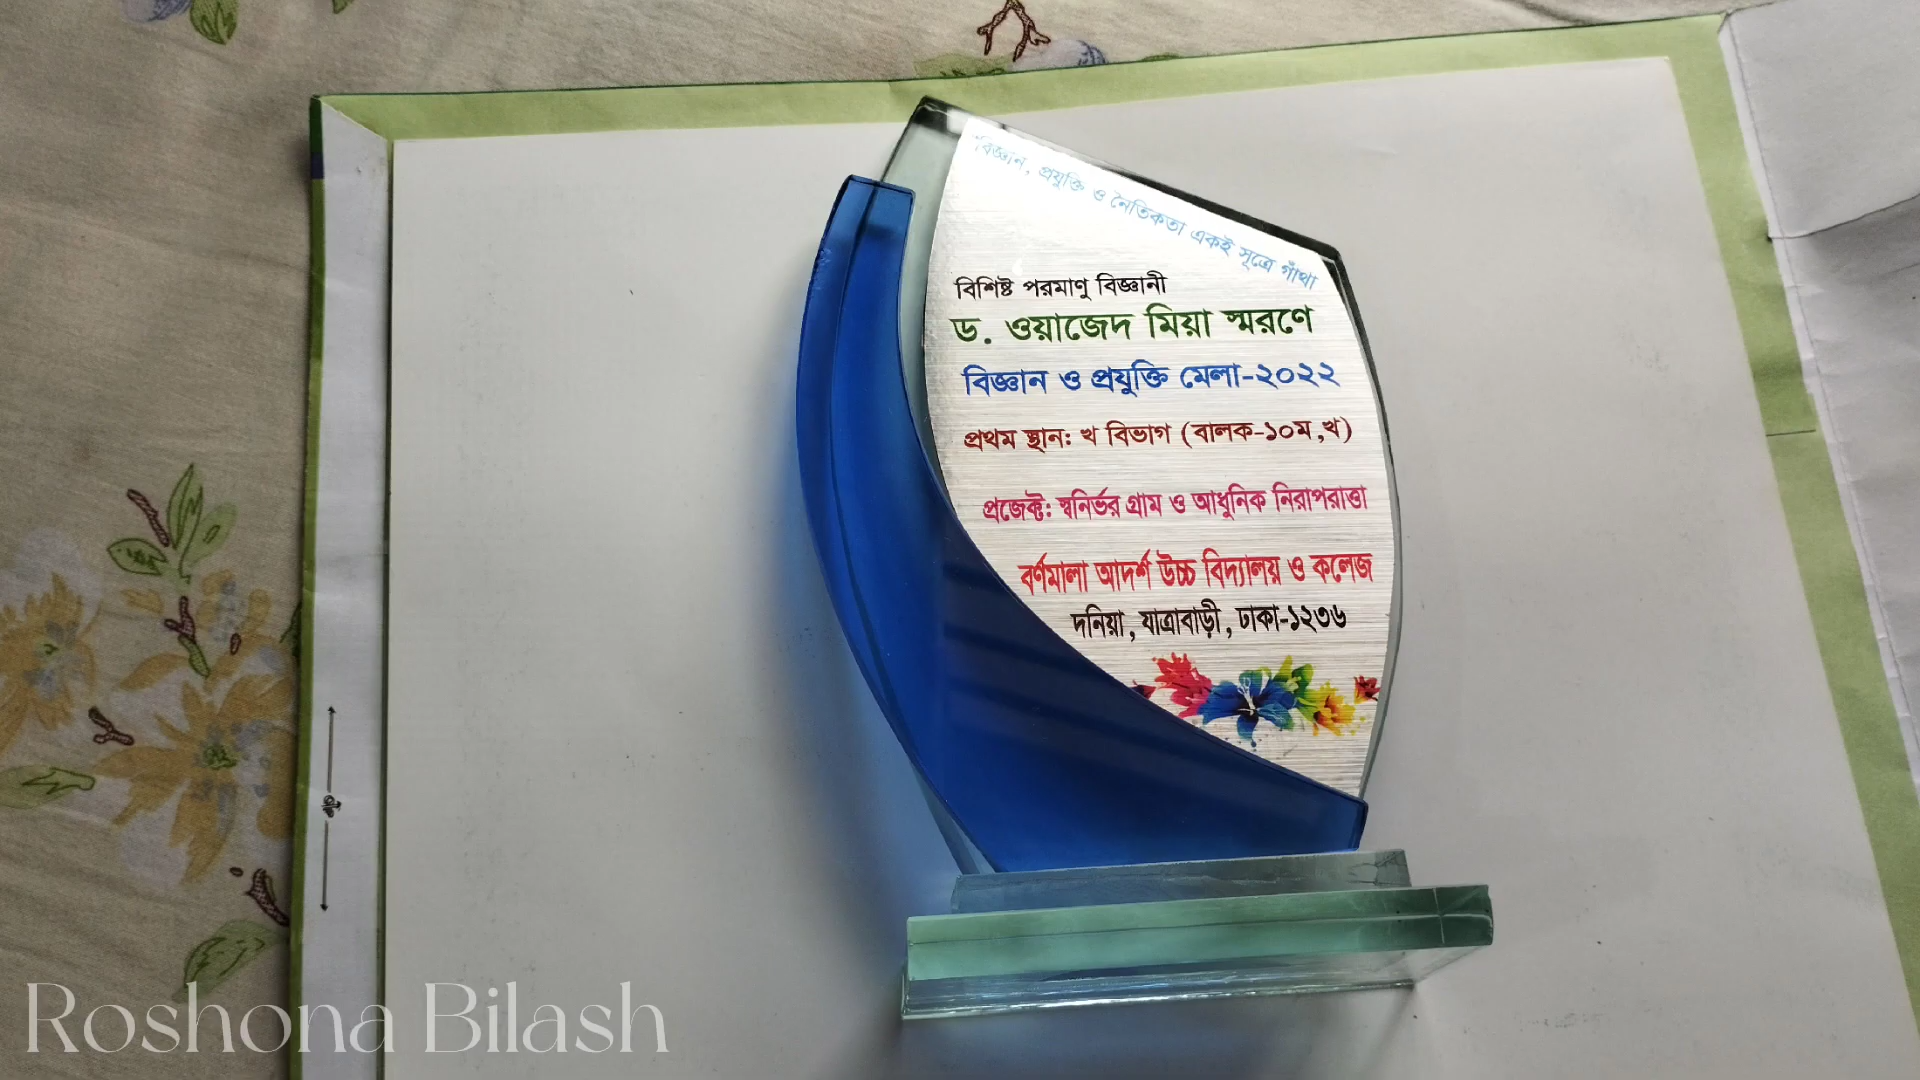 বিজ্ঞান, প্রযুক্তি ও নৈতিকতা একই সূত্রে গাঁথা
বিশিষ্ট পরমাণু বিজ্ঞানী
ড. ওয়াজেদ মিয়া স্মরণে
বিজ্ঞান ও প্রযুক্তি মেলা-২০২২
প্রথম স্থান: খ বিভাগ (বালক-১০ম,খ)
প্রজেক্ট: স্বনির্ভর গ্রাম ও আধুনিক নিরাপরাত্তা
বর্ণমালা আদর্শ উচ্চ বিদ্যালয় ও কলেজ
দনিয়া, যাত্রাবাড়ী, ঢাকা-১২৩৬
Roshona Bilash